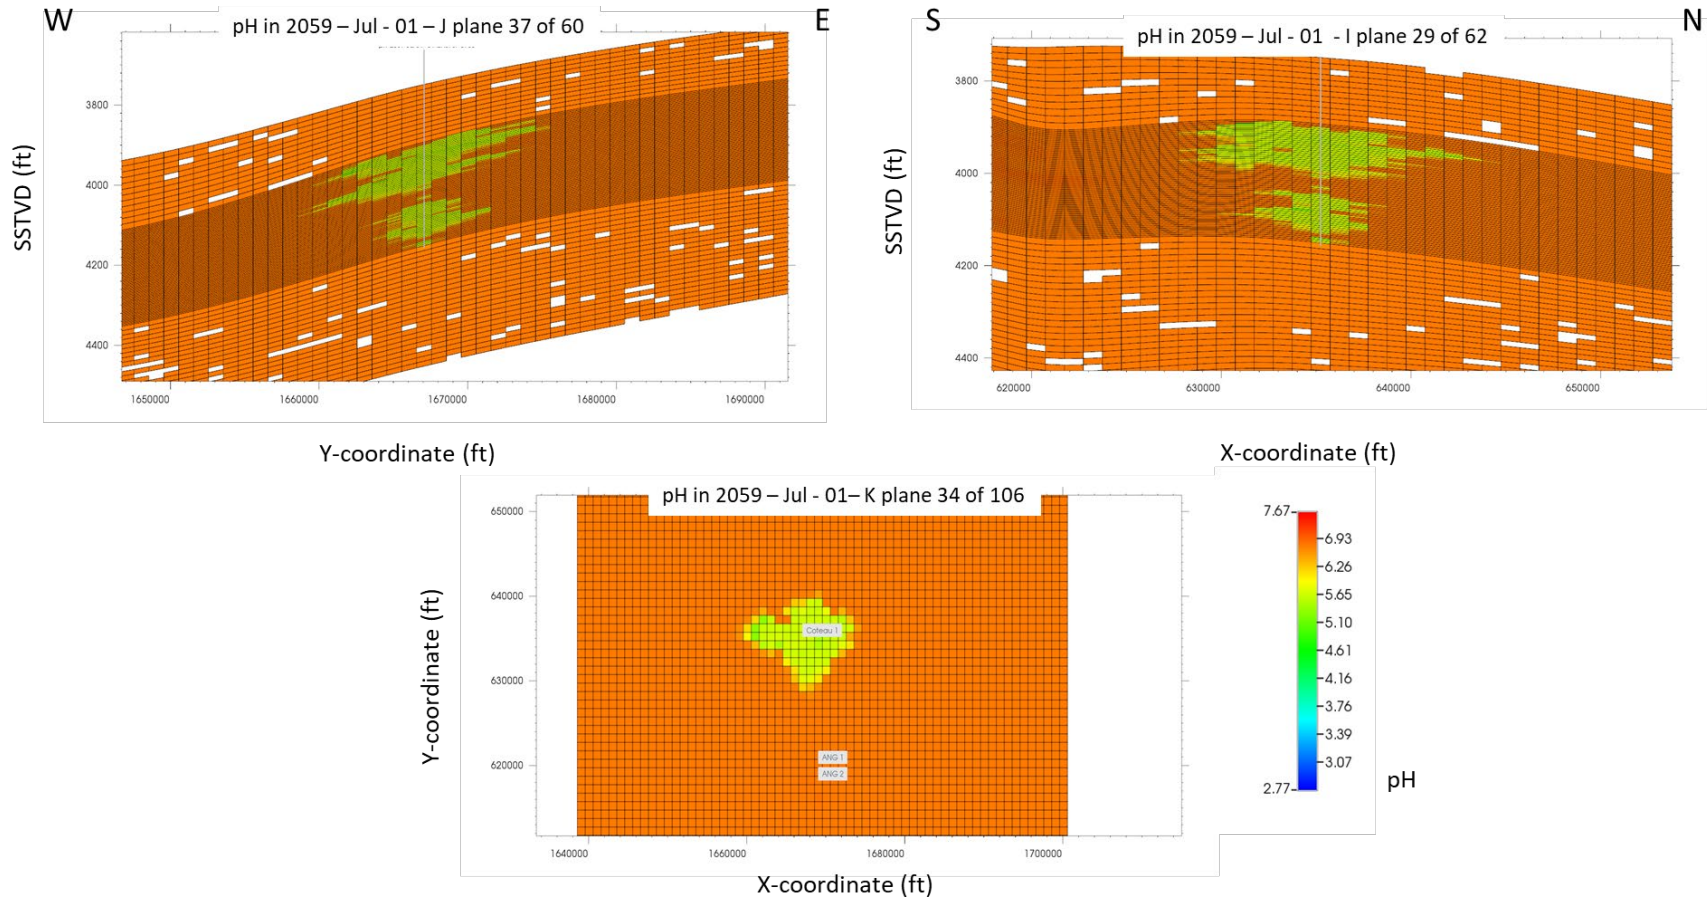 W
pH in 2059 – Jul - 01 – J plane 37 of 60
E
SSTVD (ft)
3800
4000
4200
4400
1650000
1660000
1670000
1680000
1690000
Y-coordinate (ft)
S
pH in 2059 – Jul - 01 - I plane 29 of 62
N
SSTVD (ft)
3800
4000
4200
4400
620000
630000
640000
650000
X-coordinate (ft)
pH in 2059 – Jul - 01– K plane 34 of 106
Y-coordinate (ft)
650000
640000
630000
620000
Coteau 1
ANG 1
ANG 2
1640000
1660000
1680000
1700000
X-coordinate (ft)
7.67
6.93
6.26
5.65
5.10
4.61
4.16
3.76
3.39
3.07
2.77
pH